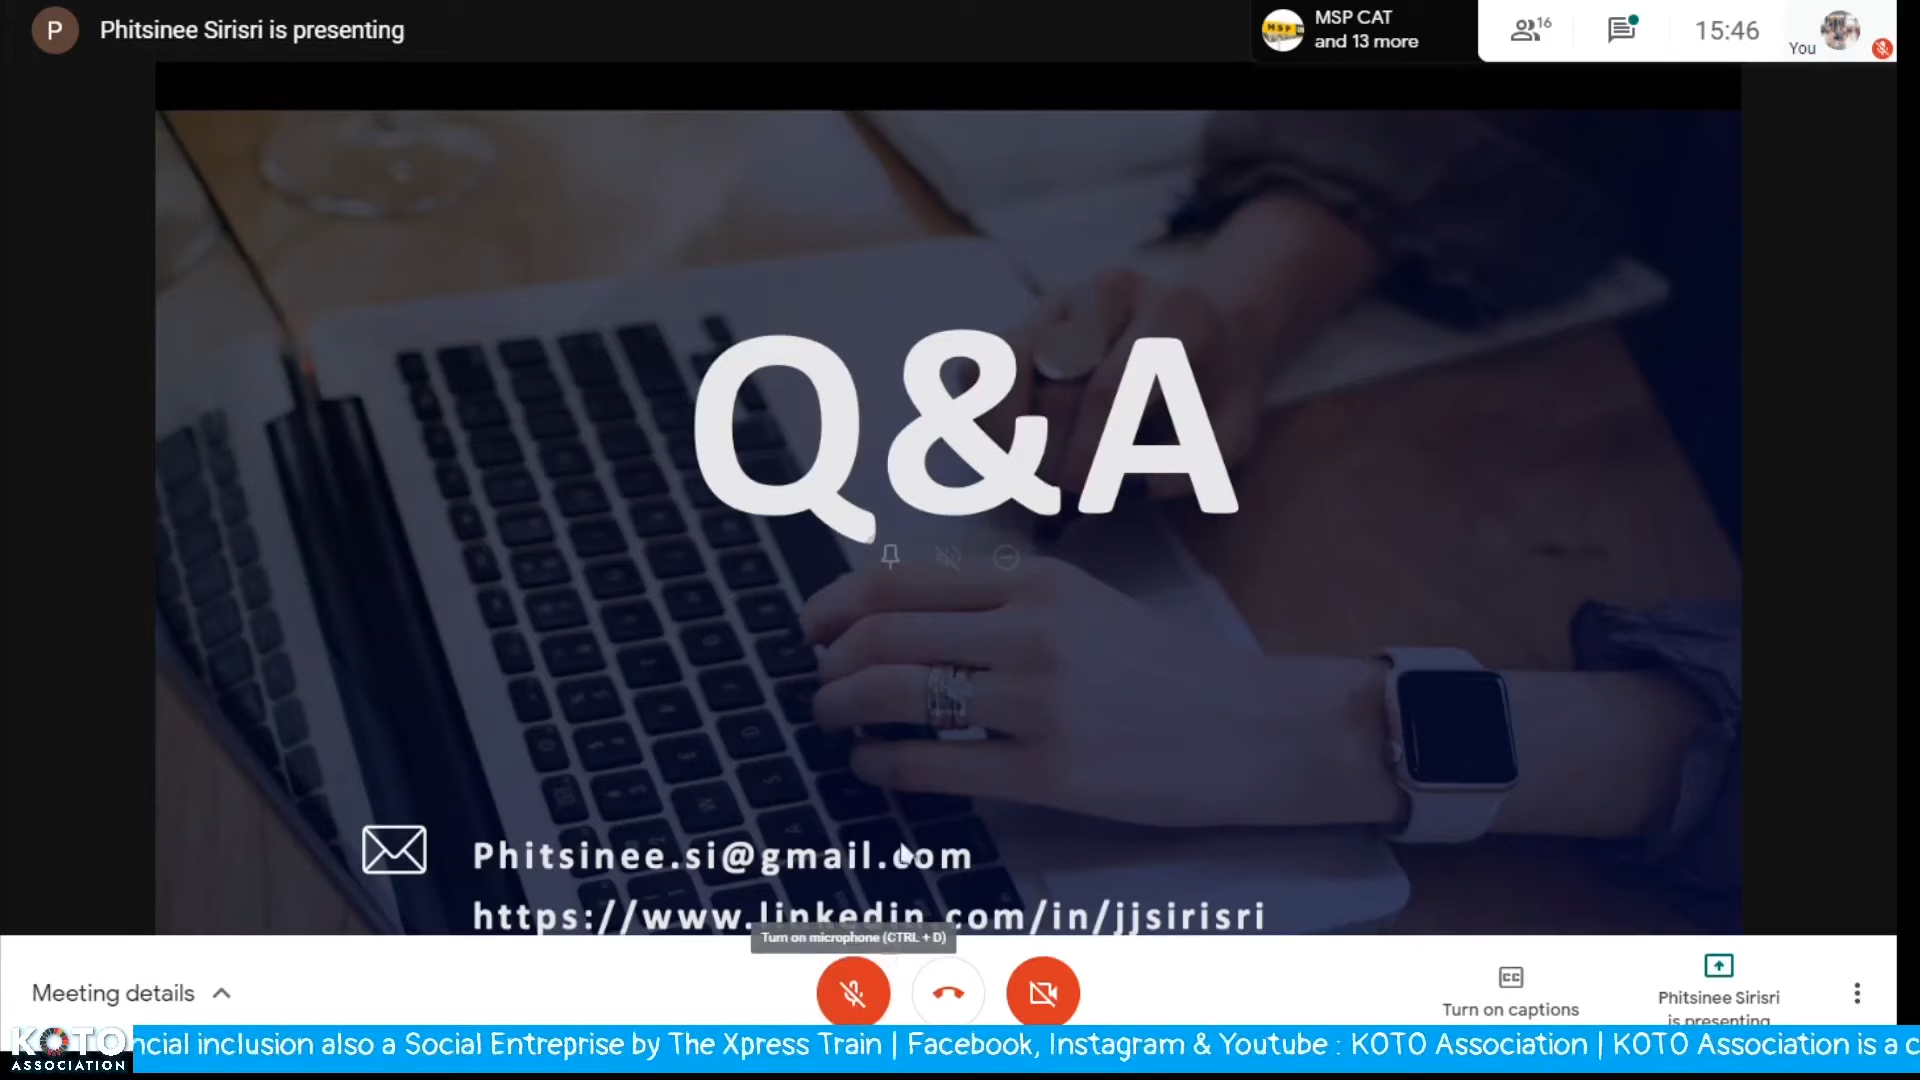 P
Phitsinee Sirisri is presenting
MSP
MSP CAT
and 13 more
16
15:46
You
Q&A
Phitsinee.si@gmail.com
https://www.linkedin.com/in/jjsirisri
Turn on microphone (CTRL + D)
Meeting details
CC
Turn on captions
Phitsinee Sirisri
is presenting
KOTO
ASSOCIATION
ncial inclusion also a Social Entreprise by The Xpress Train | Facebook, Instagram & Youtube : KOTO Association | KOTO Association is a c